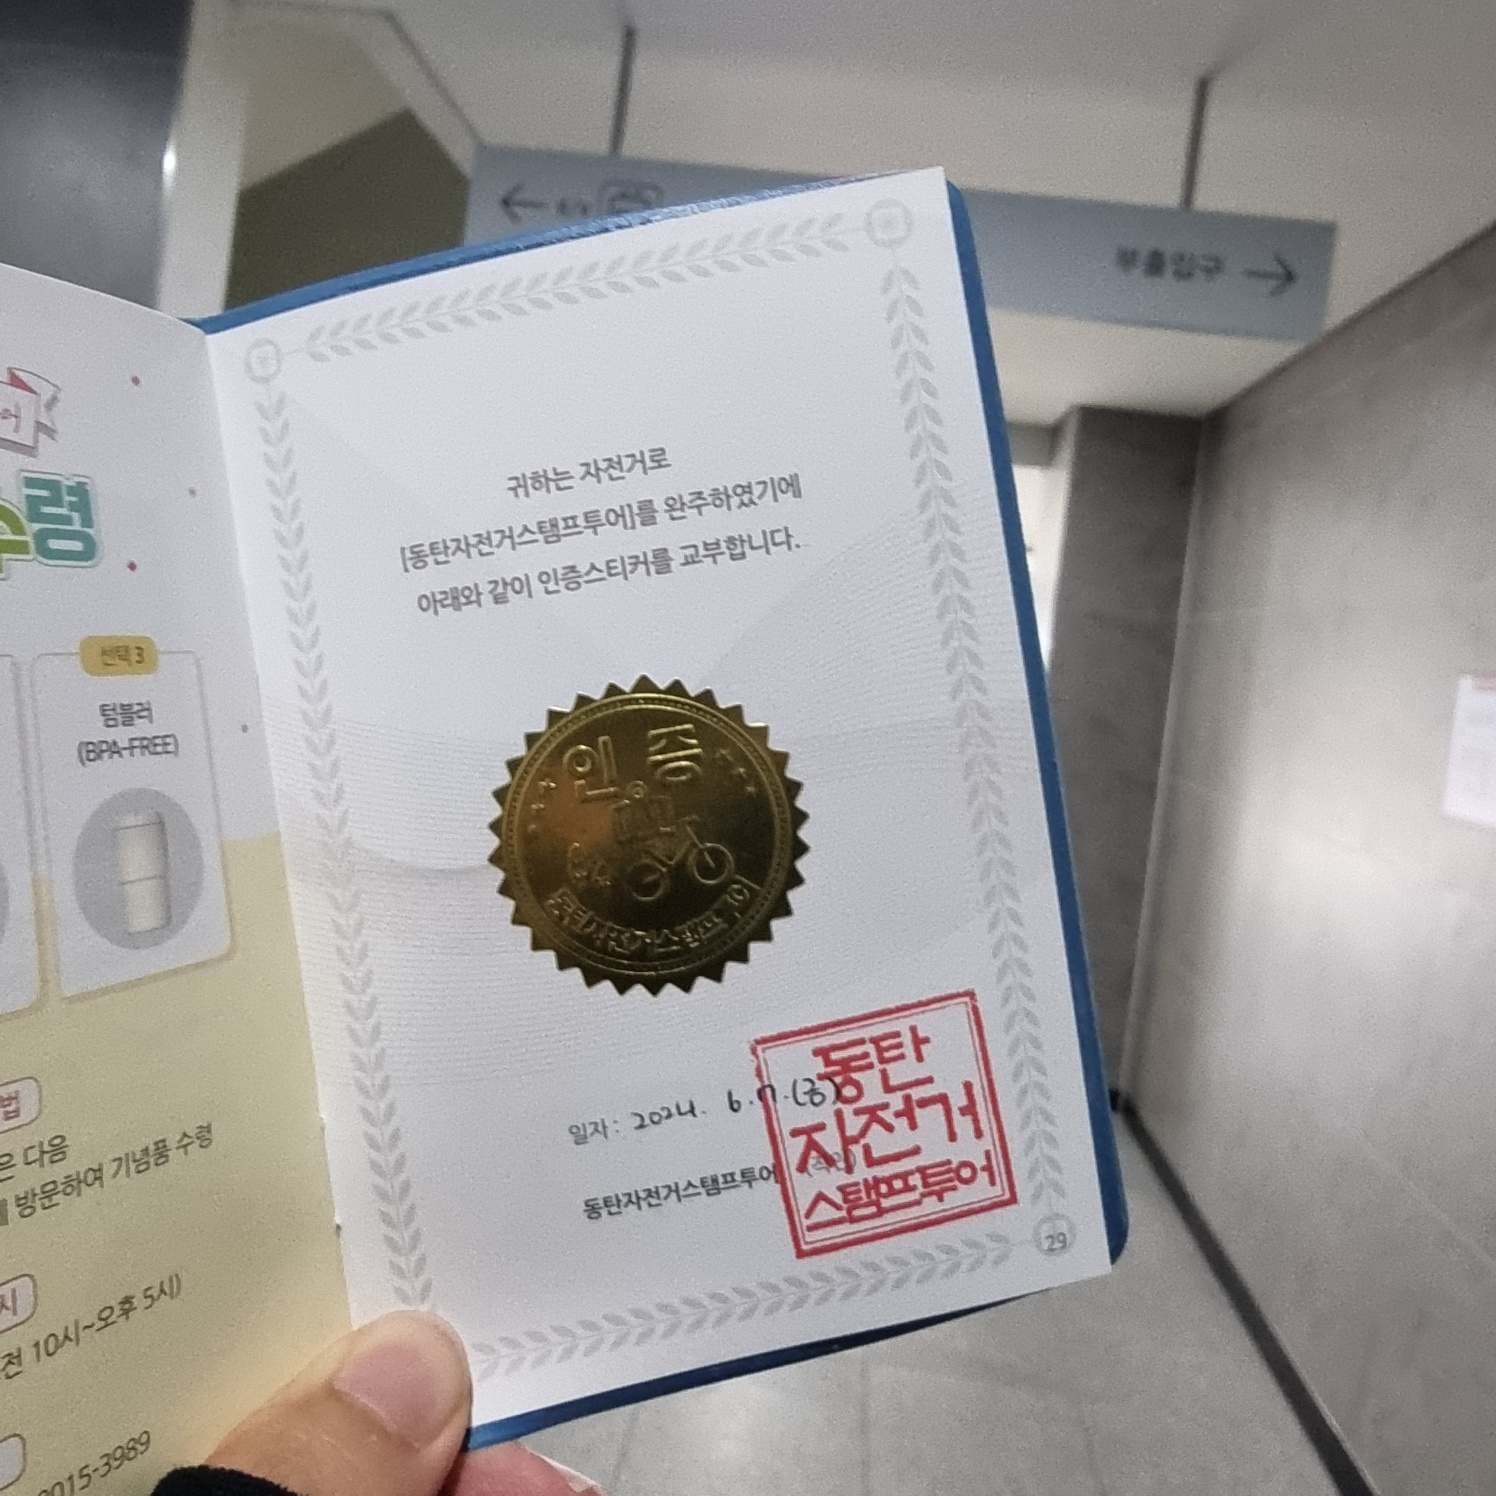 수령
선택 3
텀블러
(BPA-FREE)
법
은 다음
방문하여 기념품 수령
시
전 10시~오후 5시)
015-3989
귀하는 자전거로
[동탄자전거스탬프투어]를 완주하였기에
아래와 같이 인증스티커를 교부합니다.
인증
동탄자전거스탬프투어
일자: 2024. 6. 7. (금)
동탄자전거스탬프투어
동탄
자전거
스탬프투어
29